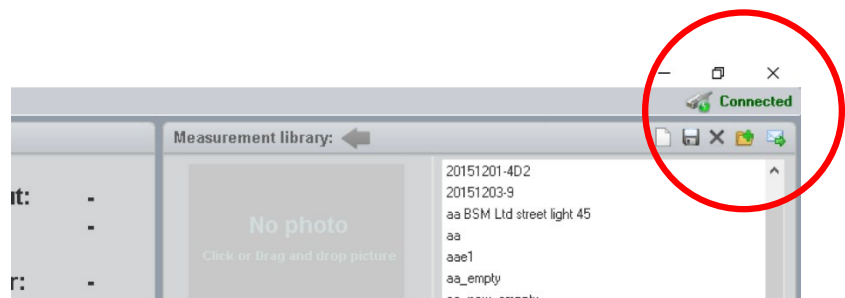 Connected
Measurement library:
ut:
-
-
r:
-
No photo
Click or Drag and drop picture
20151201-4D2
20151203-9
aa BSM Ltd street light 45
aa
aae1
aa_empty